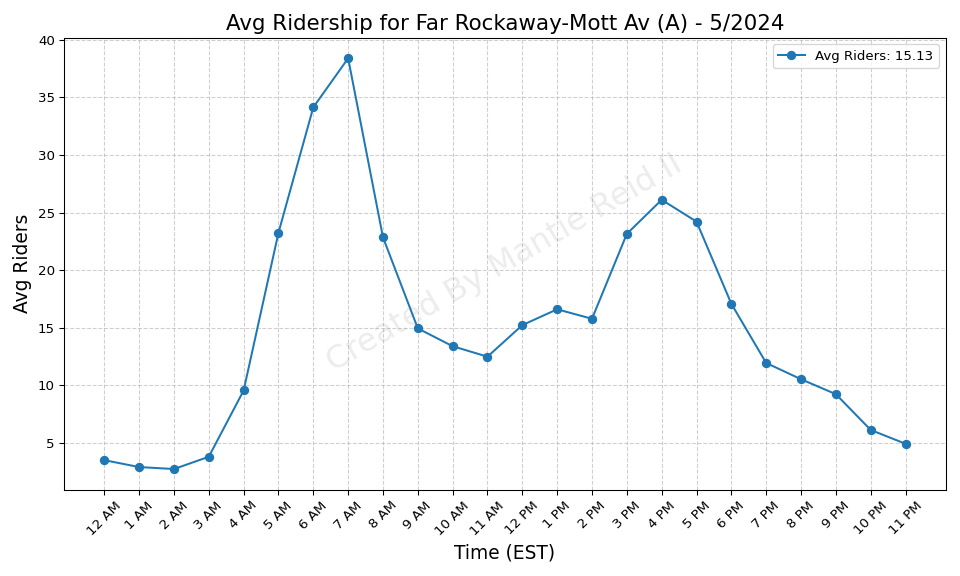 Avg Ridership for Far Rockaway-Mott Av (A) - 5/2024
Avg Riders: 15.13
Avg Riders
40
35
30
25
20
15
10
5
Created By Mantie Reid II
12 AM
1 AM
2 AM
3 AM
4 AM
5 AM
6 AM
7 AM
8 AM
9 AM
10 AM
11 AM
12 PM
1 PM
2 PM
3 PM
4 PM
5 PM
6 PM
7 PM
8 PM
9 PM
10 PM
11 PM
Time (EST)